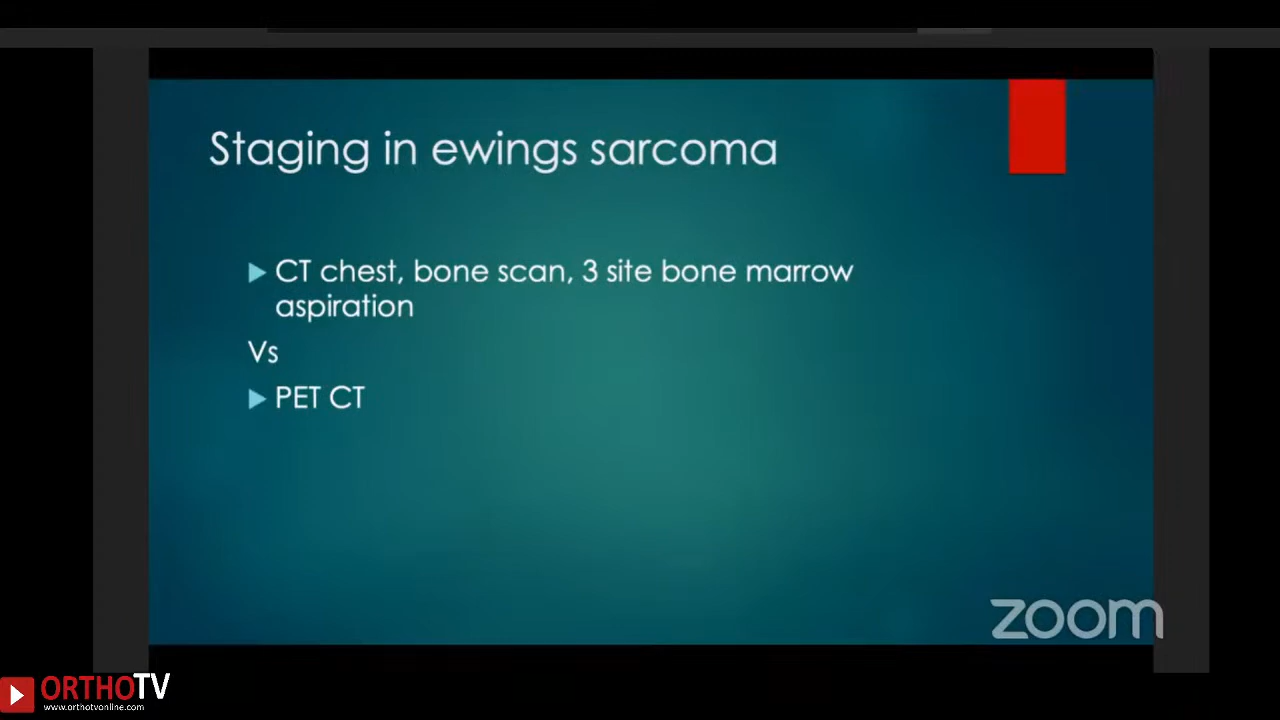 Staging in ewings sarcoma
CT chest, bone scan, 3 site bone marrow
aspiration
Vs
PET CT
zoom
ORTHOTV
www.orthotvonline.com